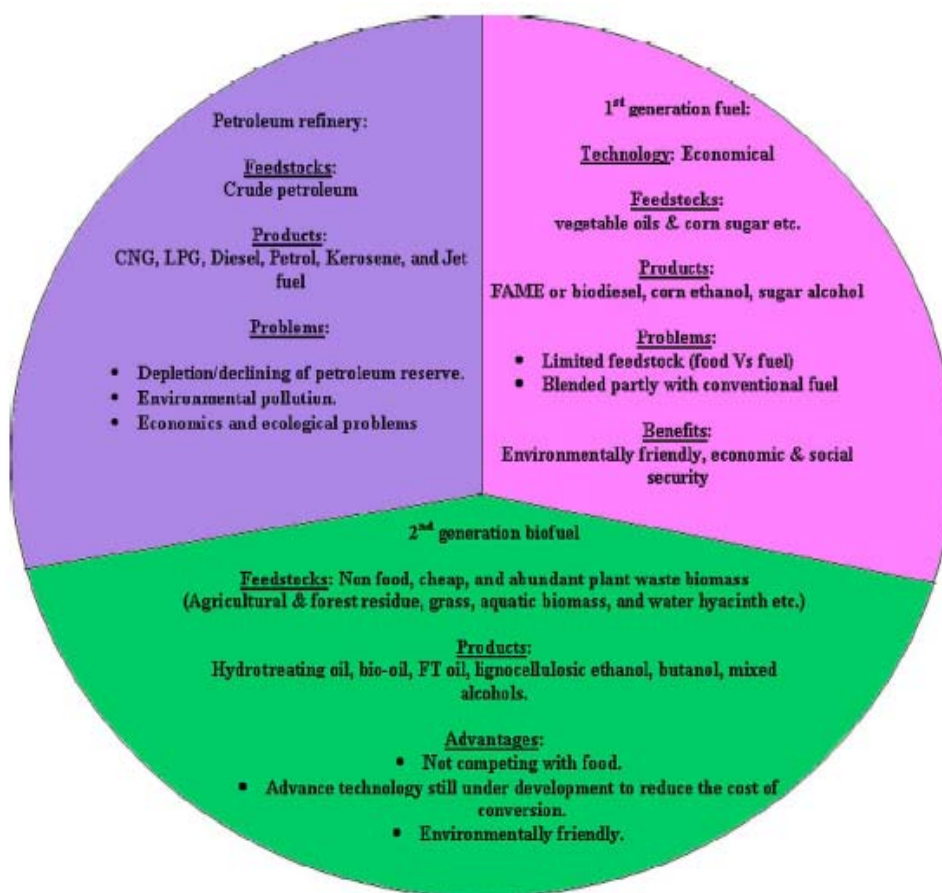 Petroleum refinery:
Feedstocks:
Crude petroleum
Products:
CNG, LPG, Diesel, Petrol, Kerosene, and Jet
fuel
Problems:
• Depletion/declining of petroleum reserve.
• Environmental pollution.
• Economics and ecological problems
1st generation fuel:
Technology: Economical
Feedstocks:
vegetable oils & corn sugar etc.
Products:
FAME or biodiesel, corn ethanol, sugar alcohol
Problems:
• Limited feedstock (food Vs fuel)
• Blended partly with conventional fuel
Benefits:
Environmentally friendly, economic & social
security
2nd generation biofuel
Feedstocks: Non food, cheap, and abundant plant waste biomass
(Agricultural & forest residue, grass, aquatic biomass, and water hyacinth etc.)
Products:
Hydrotreating oil, bio-oil, FT oil, lignocellulosic ethanol, butanol, mixed
alcohols.
Advantages:
• Not competing with food.
• Advance technology still under development to reduce the cost of
conversion.
• Environmentally friendly.